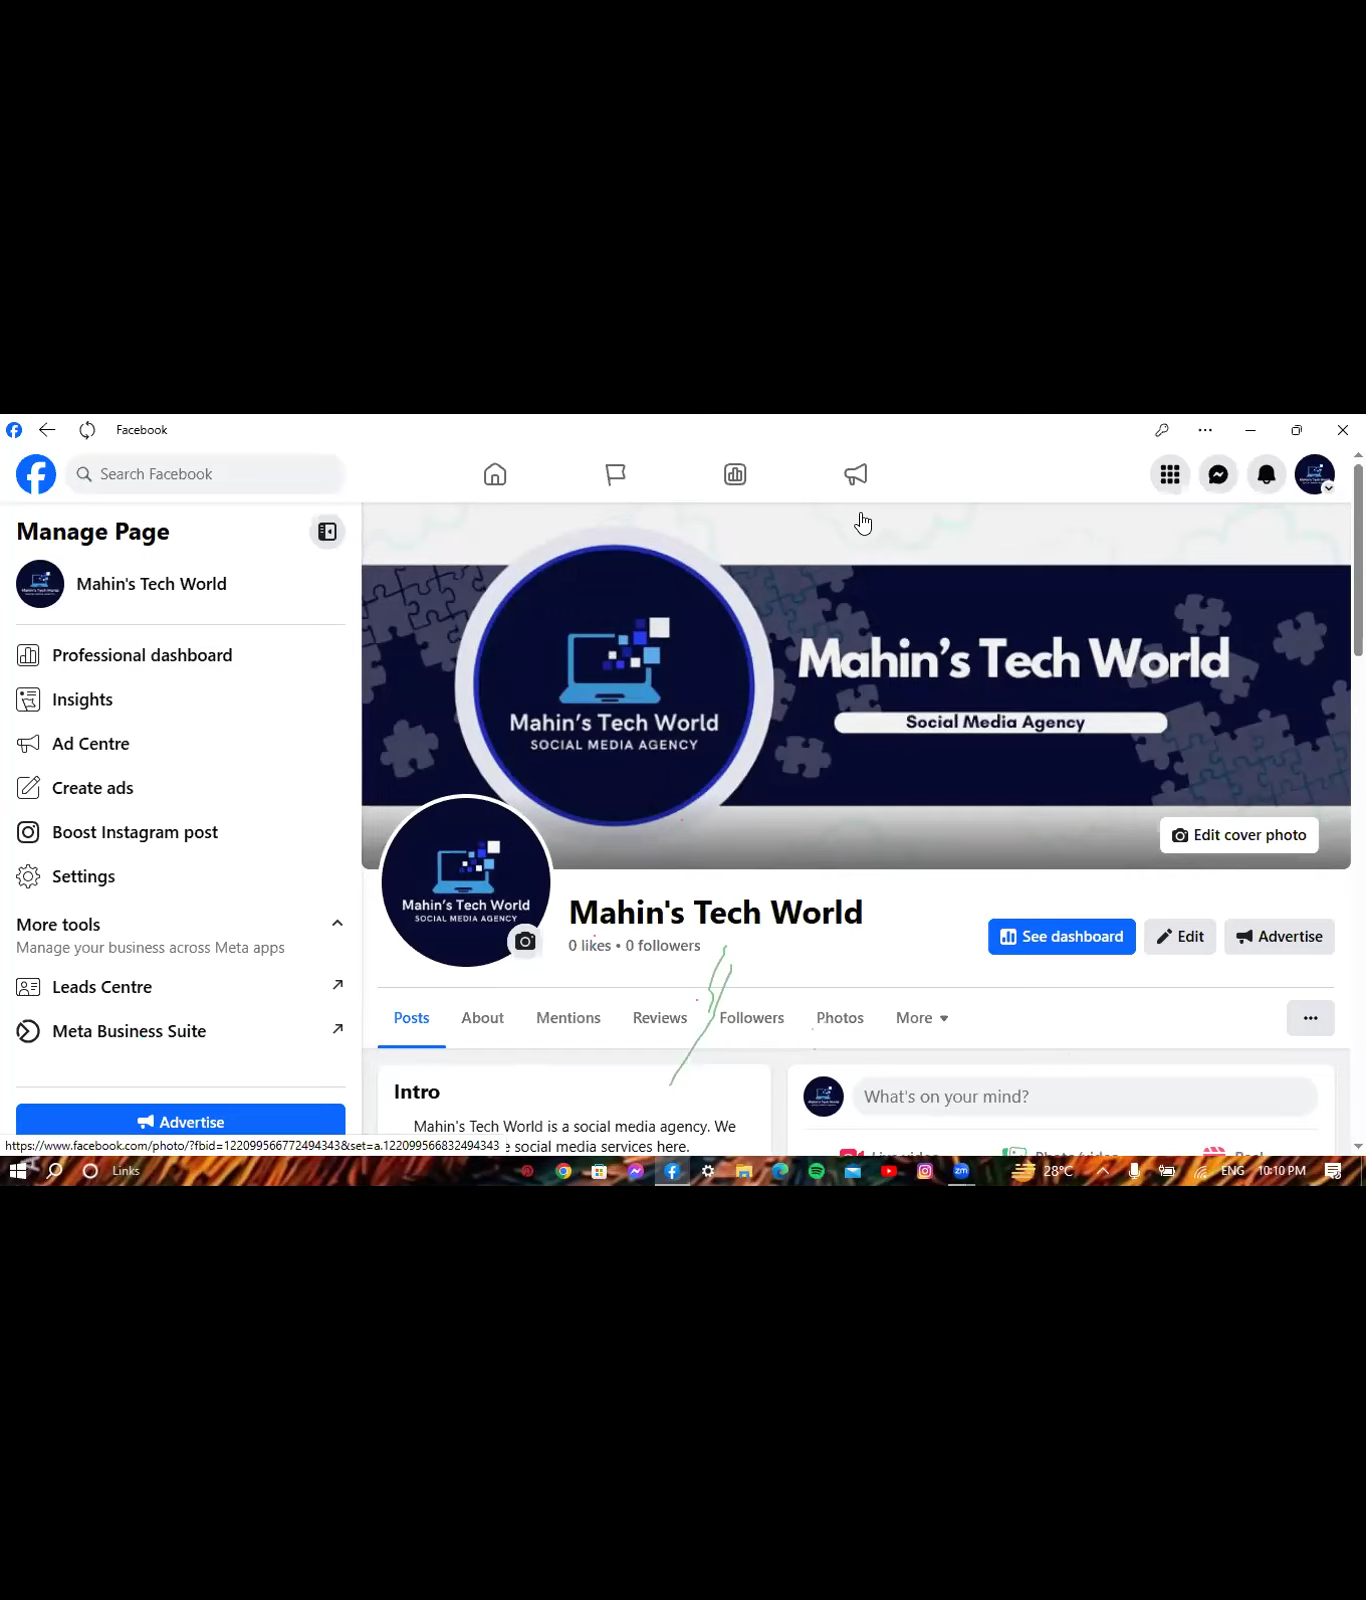 Facebook
Search Facebook
Manage Page
Mahin's Tech World
Professional dashboard
Insights
Ad Centre
Create ads
Boost Instagram post
Settings
More tools
Manage your business across Meta apps
Leads Centre
Meta Business Suite
Advertise
https://www.facebook.com/photo/?fbid=122099566772494343&set=a.122099566832494343
Mahin's Tech World
SOCIAL MEDIA AGENCY
Mahin's Tech World
Social Media Agency
Edit cover photo
Mahin's Tech World
SOCIAL MEDIA AGENCY
Mahin's Tech World
0 likes • 0 followers
See dashboard
Edit
Advertise
Posts About Mentions Reviews Followers Photos More
Intro
Mahin's Tech World is a social media agency. We
social media services here.
What's on your mind?
Links
28°C
ENG
10:10 PM